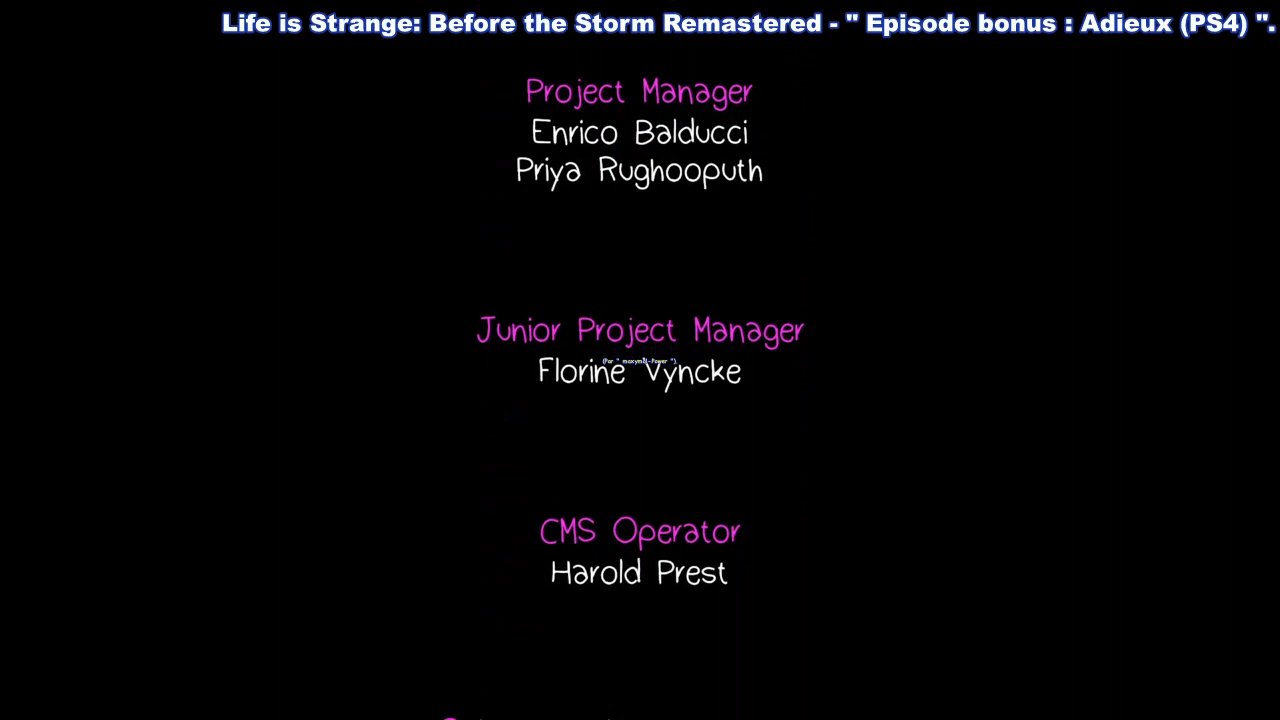 Life is Strange: Before the Storm Remastered - " Episode bonus : Adieux (PS4) ".
Project Manager
Enrico Balducci
Priya Rughooputh
Junior Project Manager
Florine Vyncke
CMS Operator
Harold Prest